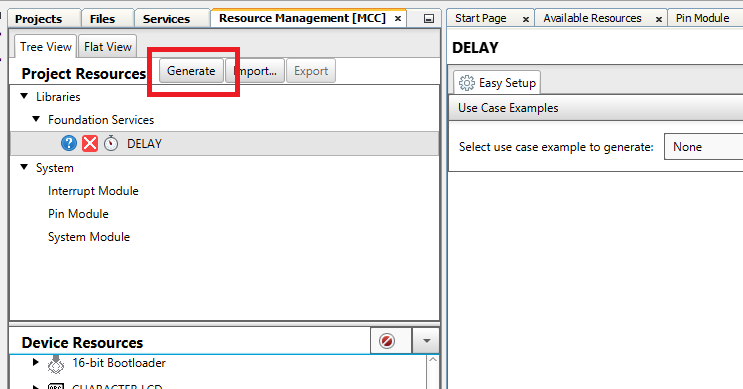 Projects Files Services Resource Management [MCC] ×
Tree View Flat View
Project Resources Generate Import... Export
Libraries
Foundation Services
? DELAY
System
Interrupt Module
Pin Module
System Module
Device Resources
16-bit Bootloader
CHARACTER LCD
Start Page × Available Resources × Pin Module
DELAY
Easy Setup
Use Case Examples
Select use case example to generate: None